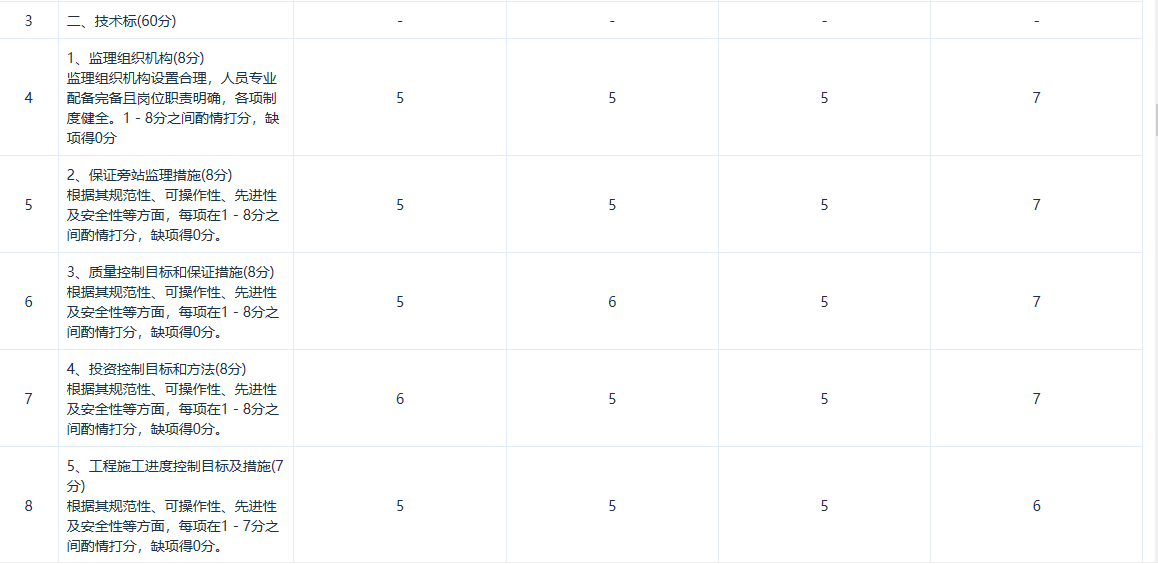 3
二、技术标(60分)
-
-
-
-
4
1、监理组织机构(8分)
监理组织机构设置合理，人员专业
配备完备且岗位职责明确，各项制
度健全。1－8分之间酌情打分，缺
项得0分
5
5
5
7
5
2、保证旁站监理措施(8分)
根据其规范性、可操作性、先进性
及安全性等方面，每项在1－8分之
间酌情打分，缺项得0分。
5
5
5
7
6
3、质量控制目标和保证措施(8分)
根据其规范性、可操作性、先进性
及安全性等方面，每项在1－8分之
间酌情打分，缺项得0分。
5
6
5
7
7
4、投资控制目标和方法(8分)
根据其规范性、可操作性、先进性
及安全性等方面，每项在1－8分之
间酌情打分，缺项得0分。
6
5
5
7
8
5、工程施工进度控制目标及措施(7
分)
根据其规范性、可操作性、先进性
及安全性等方面，每项在1－7分之
间酌情打分，缺项得0分。
5
5
5
6